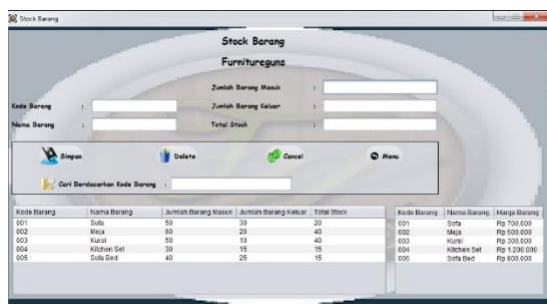 Stock Barang
Stock Barang
Furnitureguns
Jumlah Barang Masuk :
Kode Barang : Jumlah Barang Keluar :
Nama Barang : Total Stock :
Simpan Delete Cancel Menu
Cari Berdasarkan Kode Barang :
Kode Barang Nama Barang Jumlah Barang Masuk Jumlah Barang Keluar Total Stock
001 Sofa 50 30 20
002 Meja 60 20 40
003 Kursi 50 10 40
004 Kitchen Set 30 15 15
005 Sofa Bed 40 25 15
Kode Barang Nama Barang Harga Barang
001 Sofa Rp 700.000
002 Meja Rp 500.000
003 Kursi Rp 300.000
004 Kitchen Set Rp 1.200.000
005 Sofa Bed Rp 800.000